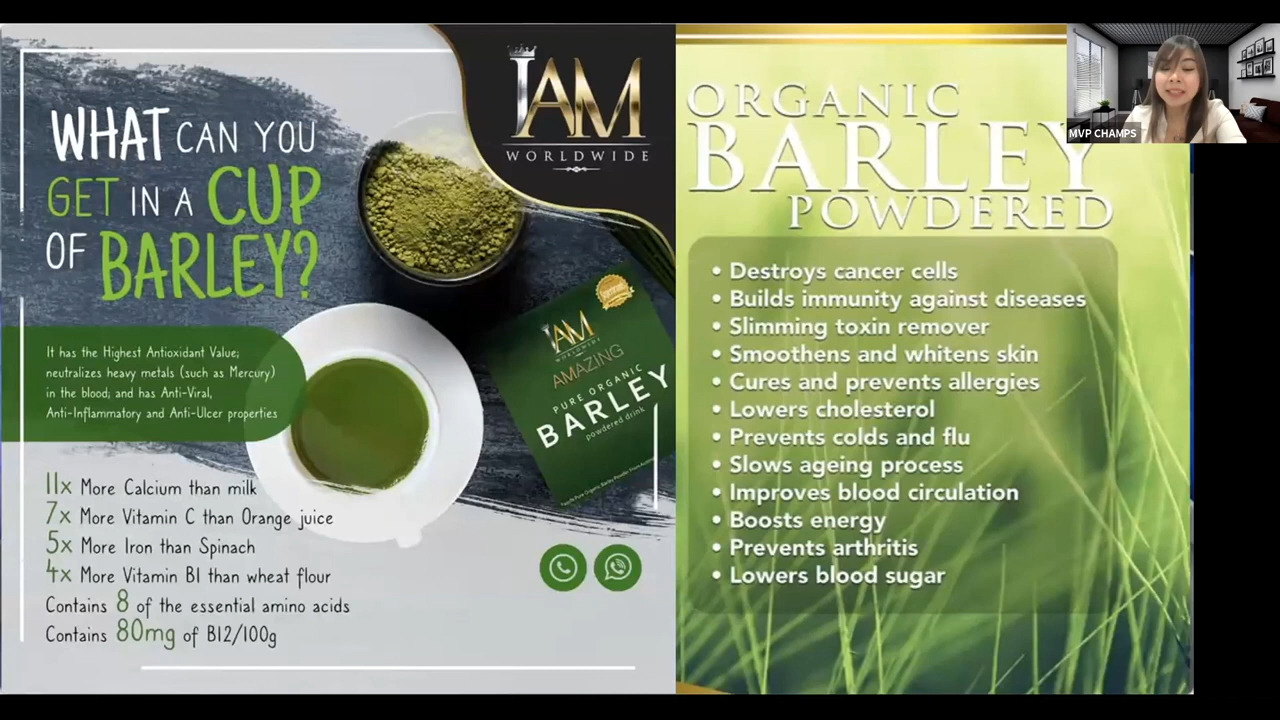 WHAT CAN YOU
GET IN A CUP
OF BARLEY?
IAM
WORLDWIDE
It has the Highest Antioxidant Value;
neutralizes heavy metals (such as Mercury)
in the blood; and has Anti-Viral,
Anti-Inflammatory and Anti-Ulcer properties
IAM
WORLDWIDE
AMAZING
PURE ORGANIC
BARLEY
powdered drink
11x More Calcium than milk
7x More Vitamin C than Orange juice
5x More Iron than Spinach
4x More Vitamin B1 than wheat flour
Contains 8 of the essential amino acids
Contains 80mg of B12/100g
ORGANIC
BARLEY
POWDERED
• Destroys cancer cells
• Builds immunity against diseases
• Slimming toxin remover
• Smoothens and whitens skin
• Cures and prevents allergies
• Lowers cholesterol
• Prevents colds and flu
• Slows ageing process
• Improves blood circulation
• Boosts energy
• Prevents arthritis
• Lowers blood sugar
MVP CHAMPS